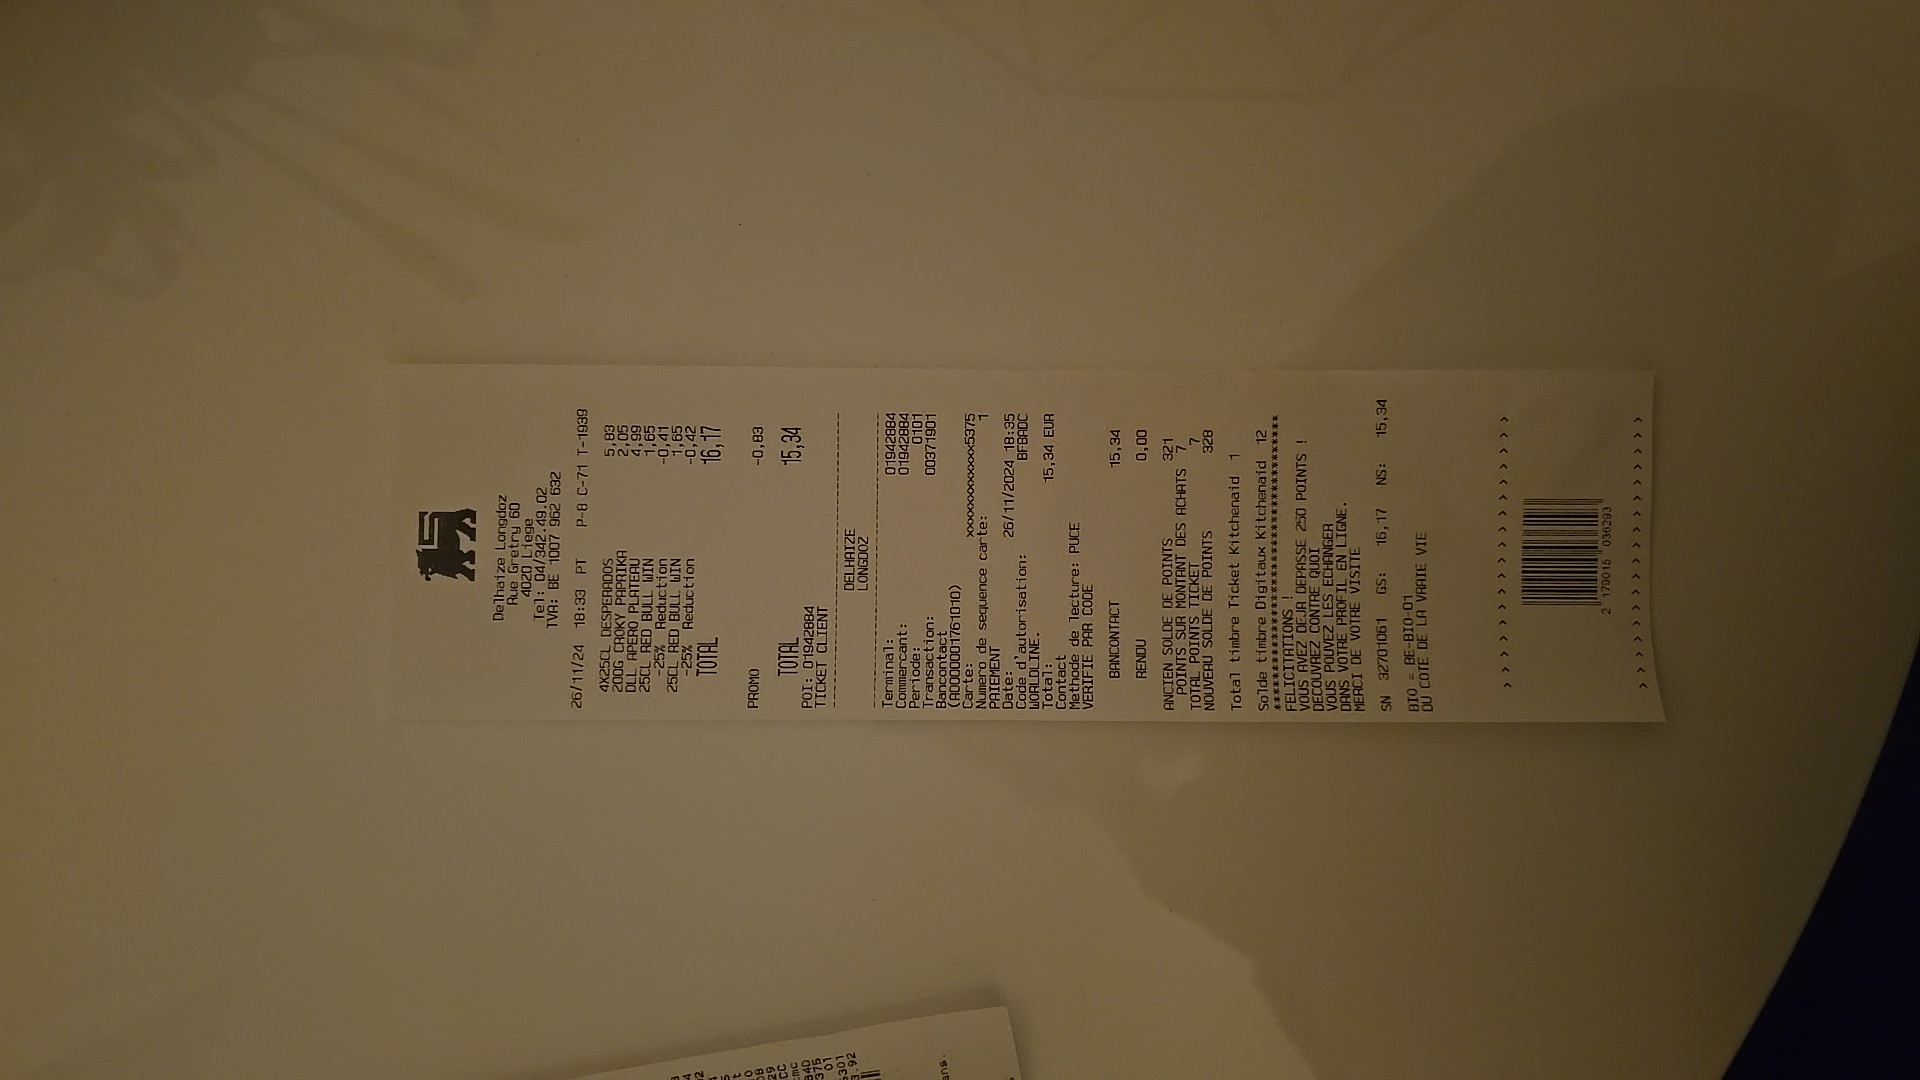 Delhaize Longdoz
Rue Gretry 60
4020 Liege
Tel: 04/342.49.02
TVA: BE 1007 962 632
26/11/24 18:33 PT P-8 C-71 T-1939
4X25CL DESPERADOS 5,83
200G CROKY PAPRIKA 2,05
DLL APERO PLATEAU 4,99
25CL RED BULL WIN 1,65
-25% Reduction -0,41
25CL RED BULL WIN 1,65
-25% Reduction -0,42
TOTAL 16,17
PROMO -0,83
TOTAL 15,34
POI: 01942884
TICKET CLIENT
DELHAIZE
LONGDOZ
Terminal: 01942884
Commercant: 01942884
Periode: 0101
Transaction: 00371901
Bancontact
(A0000001761010)
Carte: xxxxxxxxxxxxx5375
Numero de sequence carte: 1
PAIEMENT
Date: 26/11/2024 18:35
Code d'autorisation: BFBADC
WORLDLINE.
Total: 15,34 EUR
Contact
Methode de lecture: PUCE
VERIFIE PAR CODE
BANCONTACT 15,34
RENDU 0,00
ANCIEN SOLDE DE POINTS 321
POINTS SUR MONTANT DES ACHATS 7
TOTAL POINTS TICKET 7
NOUVEAU SOLDE DE POINTS 328
Total timbre Ticket Kitchenaid 1
Solde timbre Digitaux Kitchenaid 12
FELICITATIONS !
VOUS AVEZ DEJA DEPASSE 250 POINTS !
DECOUVREZ CONTRE QUOI
VOUS POUVEZ LES ECHANGER
DANS VOTRE PROFIL EN LIGNE.
MERCI DE VOTRE VISITE
SN 32701061 GS: 16,17 NS: 15,34
BIO = BE-BIO-01
DU COTE DE LA VRAIE VIE
2 179015 036293